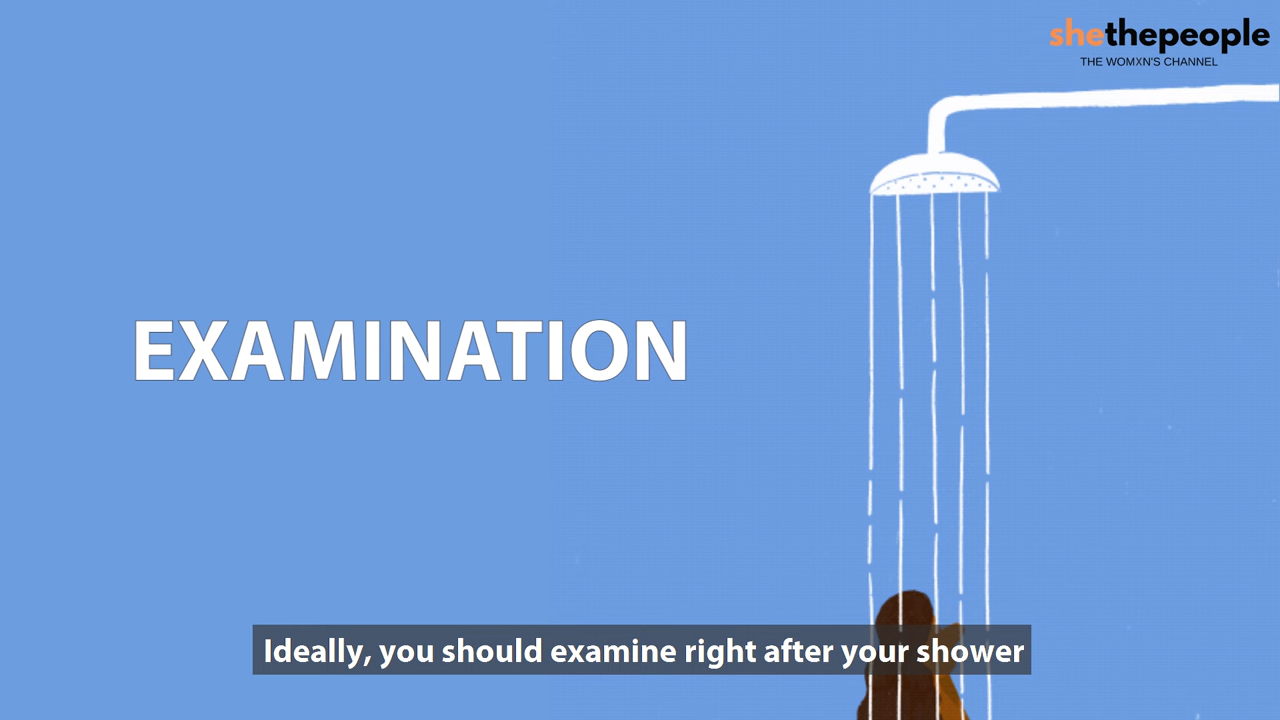 shethepeople
THE WOMXN'S CHANNEL
EXAMINATION
Ideally, you should examine right after your shower